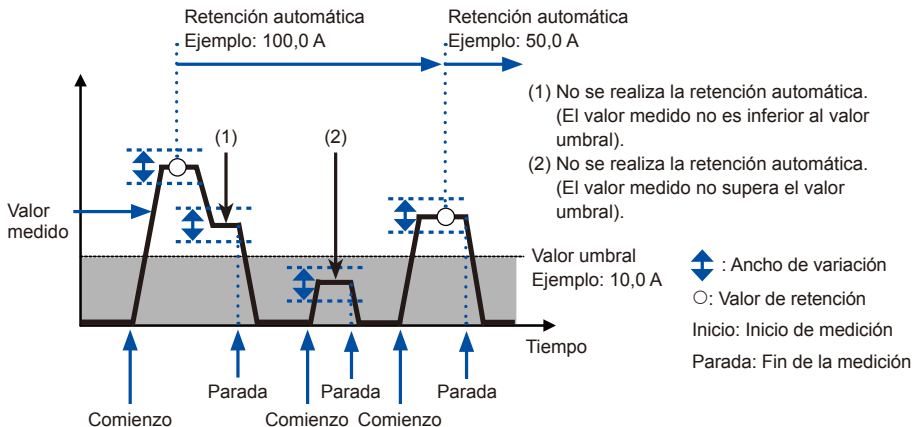 Retención automática
Ejemplo: 100,0 A
Retención automática
Ejemplo: 50,0 A
(1) No se realiza la retención automática.
(El valor medido no es inferior al valor
umbral).
(2) No se realiza la retención automática.
(El valor medido no supera el valor
umbral).
(1)
(2)
Valor
medido
Valor umbral
Ejemplo: 10,0 A
: Ancho de variación
: Valor de retención
Inicio: Inicio de medición
Parada: Fin de la medición
Tiempo
Parada
Parada
Parada
Comienzo
Comienzo
Comienzo